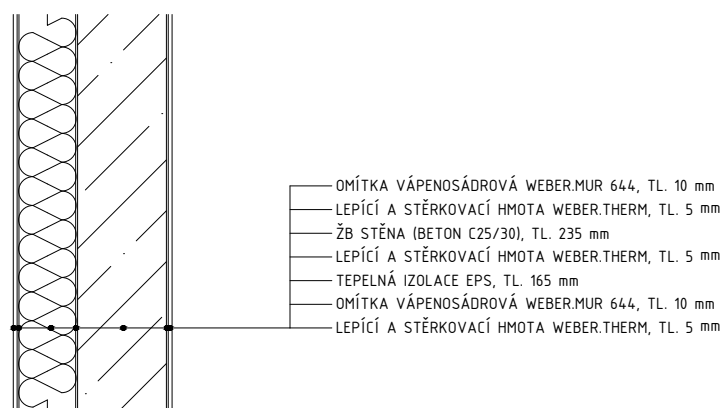 OMÍTKA VÁPENOSÁDROVÁ WEBER.MUR 644, TL. 10 mm
LEPÍCÍ A STĚRKOVACÍ HMOTA WEBER.THERM, TL. 5 mm
ŽB STĚNA (BETON C25/30), TL. 235 mm
LEPÍCÍ A STĚRKOVACÍ HMOTA WEBER.THERM, TL. 5 mm
TEPELNÁ IZOLACE EPS, TL. 165 mm
OMÍTKA VÁPENOSÁDROVÁ WEBER.MUR 644, TL. 10 mm
LEPÍCÍ A STĚRKOVACÍ HMOTA WEBER.THERM, TL. 5 mm